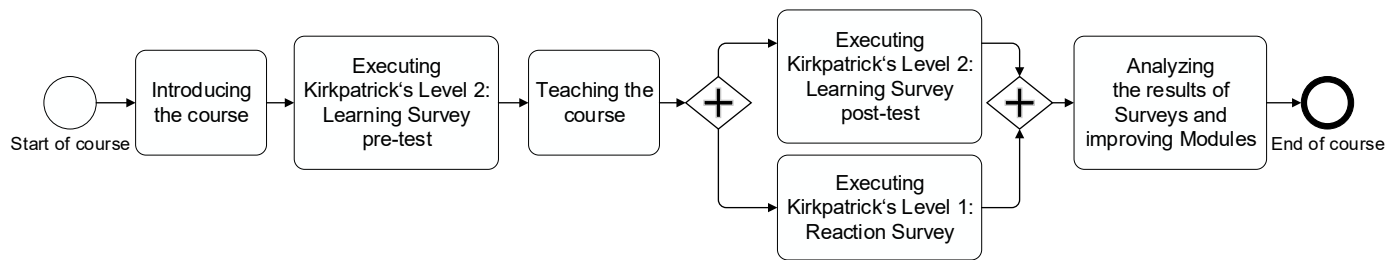 Start of course
Introducing
the course
Executing
Kirkpatrick‘s Level 2:
Learning Survey
pre-test
Teaching the
course
Executing
Kirkpatrick‘s Level 2:
Learning Survey
post-test
Executing
Kirkpatrick‘s Level 1:
Reaction Survey
Analyzing
the results of
Surveys and
improving Modules
End of course